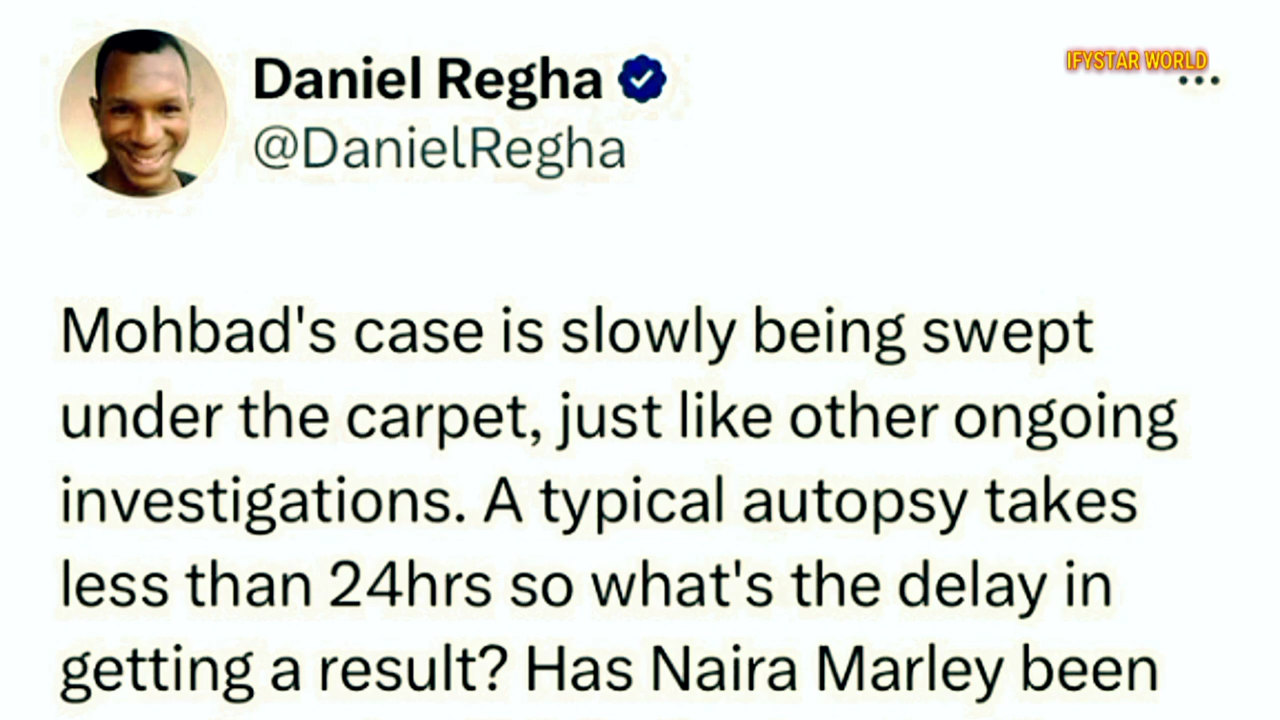 Daniel Regha
IFYSTAR WORLD
@DanielRegha
Mohbad's case is slowly being swept
under the carpet, just like other ongoing
investigations. A typical autopsy takes
less than 24hrs so what's the delay in
getting a result? Has Naira Marley been